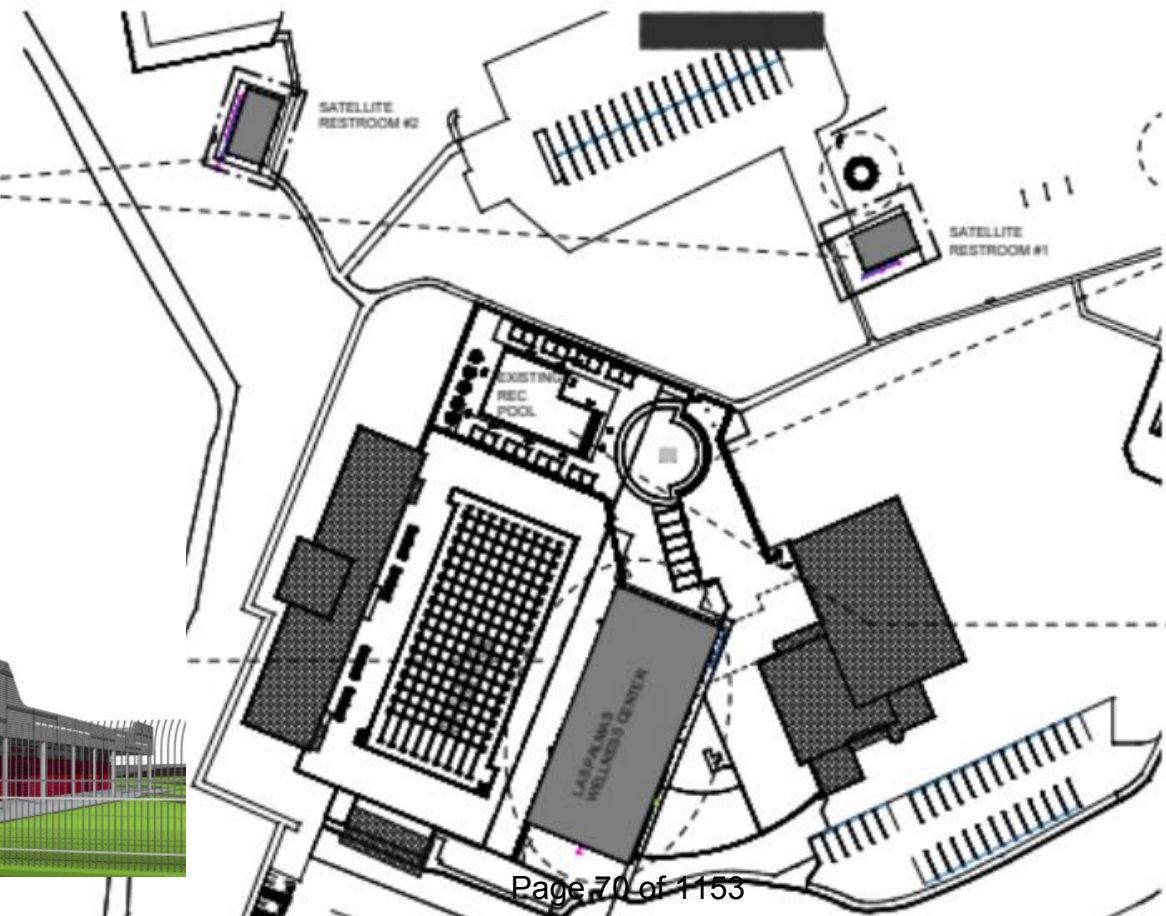 SATELLITE
RESTROOM #2
SATELLITE
RESTROOM #1
EXISTING
REC
POOL
LAS PALMAS
WELLNESS CENTER
Page 70 of 1153